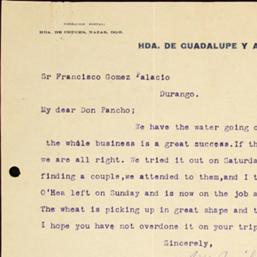 HDA. DE CRUCES, NAZAS, DGO.
HDA. DE GUADALUPE Y A
Sr Francisco Gomez Palacio
Durango.
My dear Don Pancho;
We have the water going o
the whole business is a great success. If th
we are all right. We tried it out on Saturda
finding a couple,we attended to them,and I t
O'Hea left on Sunday and is now on the job a
The wheat is picking up in great shape and t
I hope you have not overdone it on your trip
Sincerely,